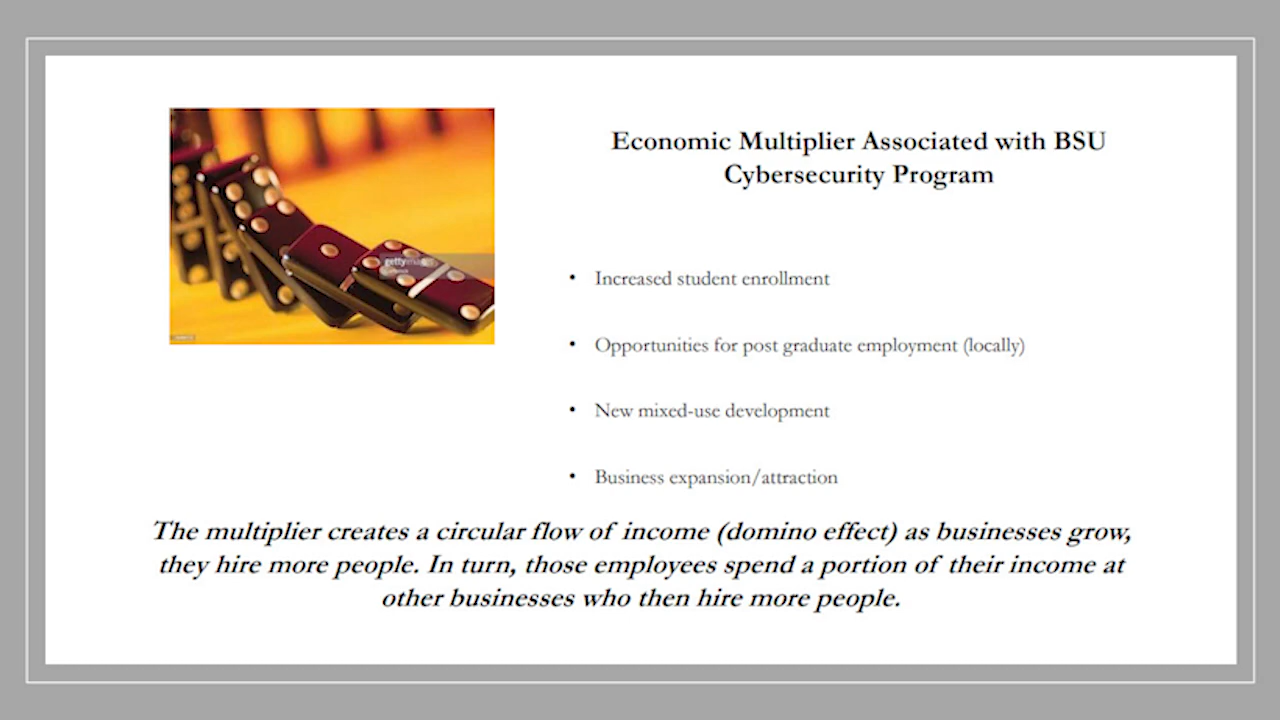 Economic Multiplier Associated with BSU
Cybersecurity Program
• Increased student enrollment
• Opportunities for post graduate employment (locally)
• New mixed-use development
• Business expansion/attraction
The multiplier creates a circular flow of income (domino effect) as businesses grow,
they hire more people. In turn, those employees spend a portion of their income at
other businesses who then hire more people.